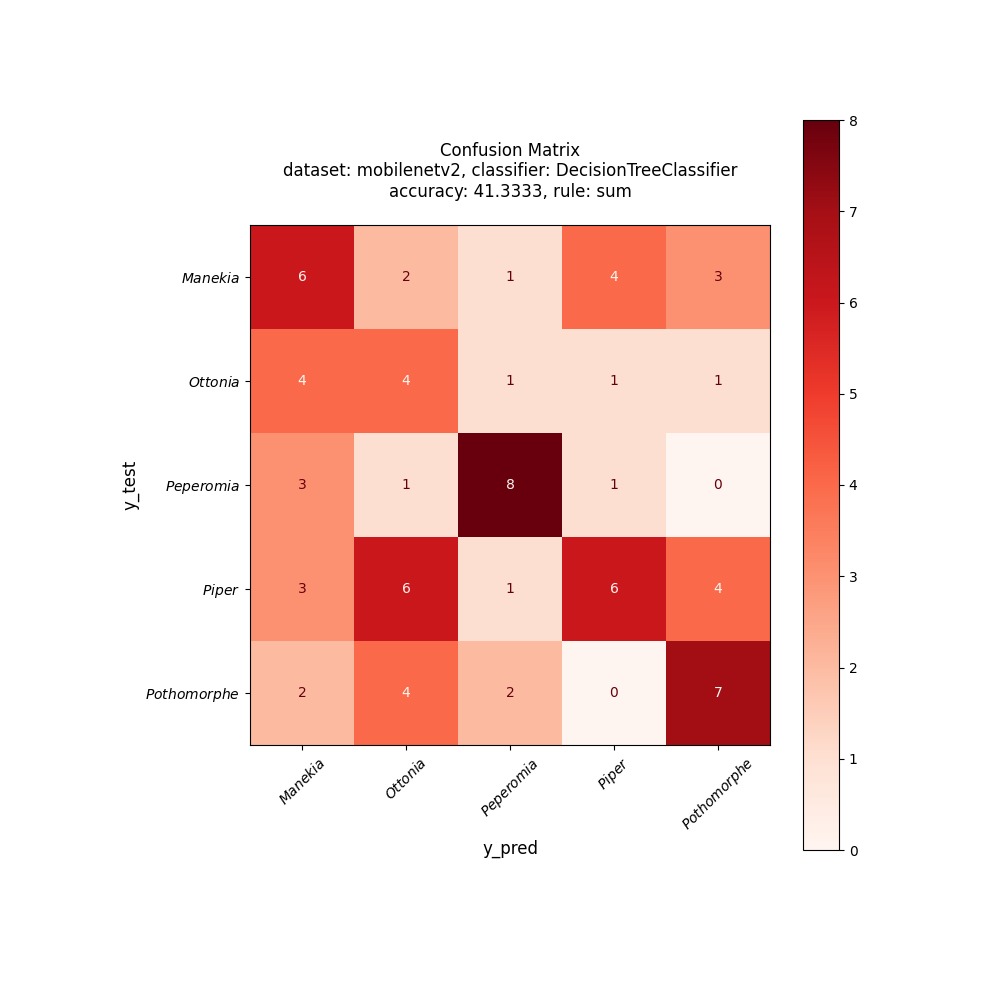 Confusion Matrix
dataset: mobilenetv2, classifier: DecisionTreeClassifier
accuracy: 41.3333, rule: sum
y_test
Manekia 6 2 1 4 3
Ottonia 4 4 1 1 1
Peperomia 3 1 8 1 0
Piper 3 6 1 6 4
Pothomorphe 2 4 2 0 7
Manekia Ottonia Peperomia Piper Pothomorphe
y_pred
8
7
6
5
4
3
2
1
0